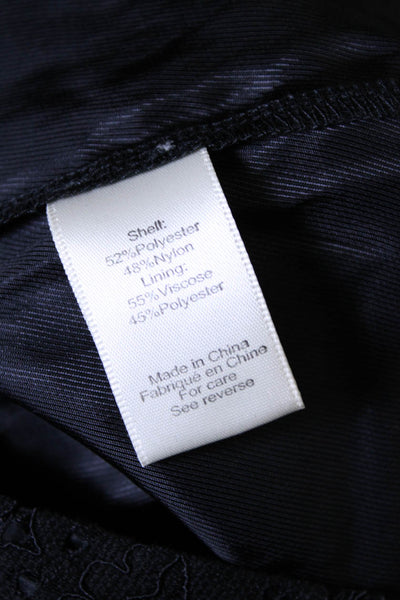 Shell:
52%Polyester
48%Nylon
Lining:
55%Viscose
45%Polyester
Made in China
Fabriqué en Chine
For care
See reverse